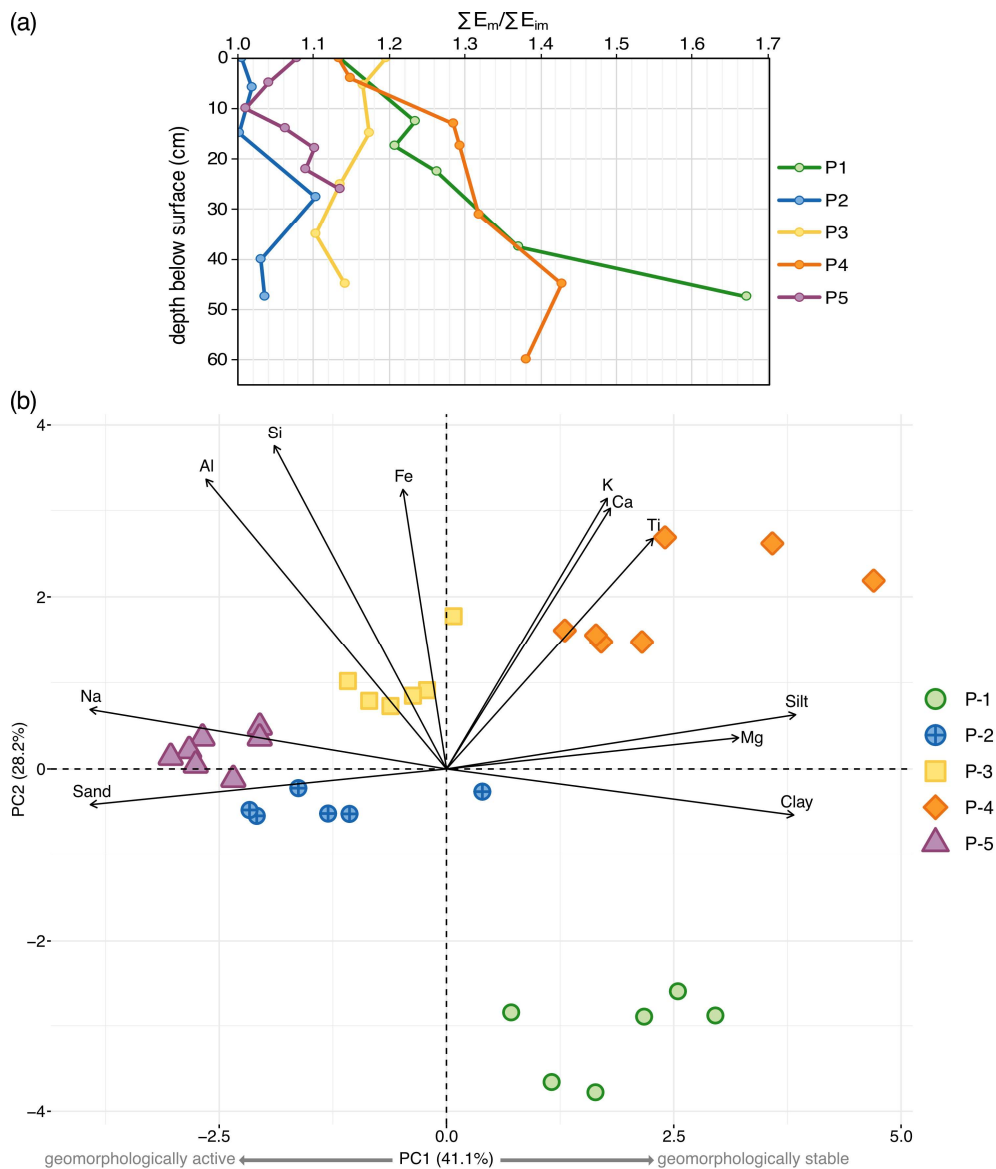 (a)
∑Em/∑Eim
1.0 1.1 1.2 1.3 1.4 1.5 1.6 1.7
0
10
20
30
40
50
60
depth below surface (cm)
P1
P2
P3
P4
P5
(b)
4
2
0
−2
−4
PC2 (28.2%)
Si
Al
Fe
K
Ca
Ti
Na
Silt
Mg
Sand
Clay
P-1
P-2
P-3
P-4
P-5
−2.5 0.0 2.5 5.0
geomorphologically active PC1 (41.1%) geomorphologically stable